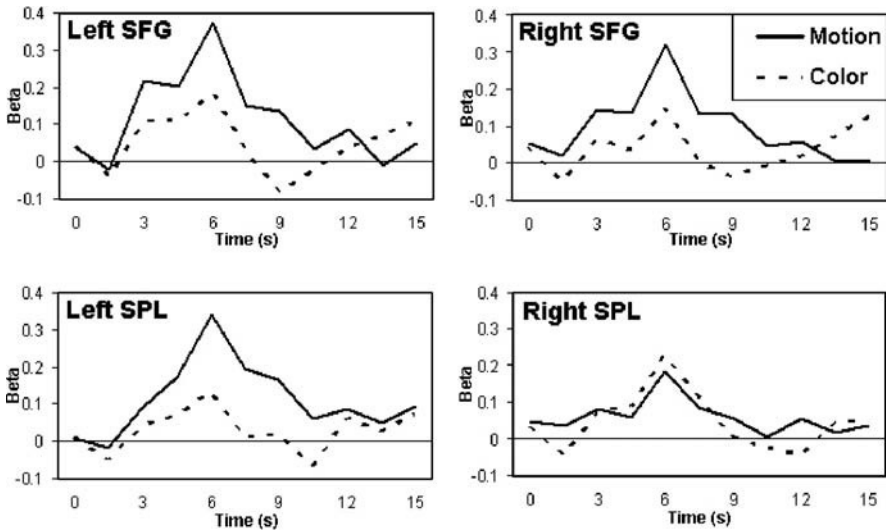 Left SFG
0.4
0.3
0.2
0.1
0
-0.1
Beta
0 3 6 9 12 15
Time (s)
Right SFG
Motion
Color
0.4
0.3
0.2
0.1
0
-0.1
Beta
0 3 6 9 12 15
Time (s)
Left SPL
0.4
0.3
0.2
0.1
0
-0.1
Beta
0 3 6 9 12 15
Time (s)
Right SPL
0.4
0.3
0.2
0.1
0
-0.1
Beta
0 3 6 9 12 15
Time (s)